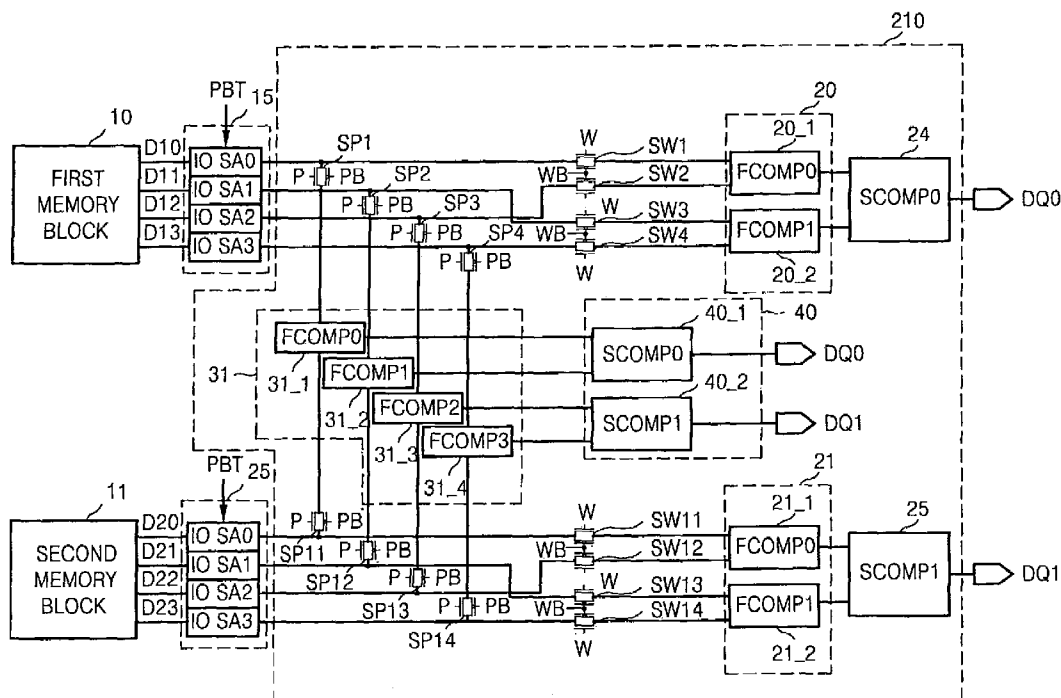 210
PBT
15
10
20
20_1
24
D10
IO SA0
SP1
W
SW1
FIRST
MEMORY
BLOCK
D11
IO SA1
P
PB
SP2
WB
SW2
FCOMP0
SCOMP0
DQ0
D12
IO SA2
P
PB
SP3
W
SW3
FCOMP1
D13
IO SA3
P
PB
SP4
WB
SW4
P
PB
W
20_2
40_1
40
31
FCOMP0
31_1
SCOMP0
DQ0
FCOMP1
31_2
40_2
FCOMP2
31_3
SCOMP1
DQ1
FCOMP3
31_4
PBT
25
11
21
21_1
25
D20
IO SA0
P
PB
SP11
W
SW11
SECOND
MEMORY
BLOCK
D21
IO SA1
P
PB
SP12
WB
SW12
FCOMP0
SCOMP1
DQ1
D22
IO SA2
P
PB
SP13
W
SW13
FCOMP1
D23
IO SA3
P
PB
SP14
WB
SW14
W
21_2